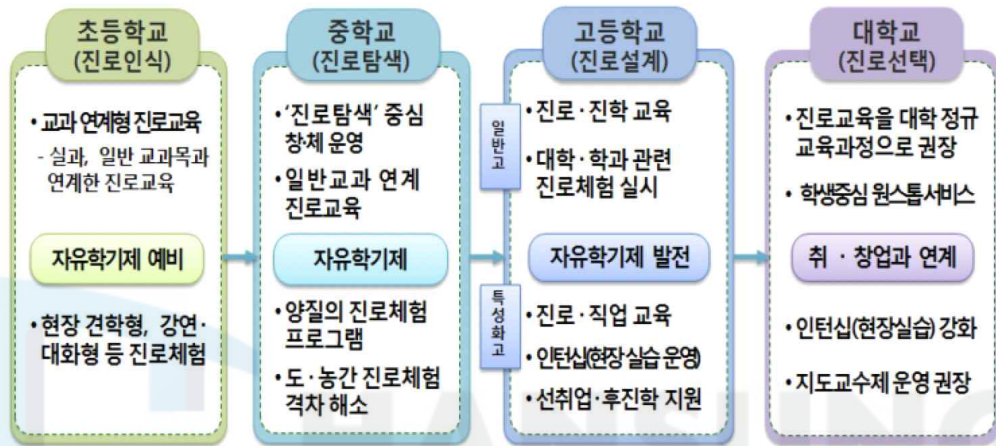 초등학교
(진로인식)
• 교과 연계형 진로교육
- 실과, 일반 교과목과
연계한 진로교육
자유학기제 예비
• 현장 견학형, 강연·
대화형 등 진로체험
중학교
(진로탐색)
• '진로탐색' 중심
창·체 운영
• 일반교과 연계
진로교육
자유학기제
• 양질의 진로체험
프로그램
• 도·농간 진로체험
격차 해소
고등학교
(진로설계)
일반고
• 진로·진학 교육
• 대학·학과 관련
진로체험 실시
자유학기제 발전
특성화고
• 진로·직업 교육
• 인턴십(현장 실습 운영)
• 선취업·후진학 지원
대학교
(진로선택)
• 진로교육을 대학 정규
교육과정으로 권장
• 학생중심 원스톱서비스
취 · 창업과 연계
• 인턴십(현장실습) 강화
• 지도교수제 운영 권장